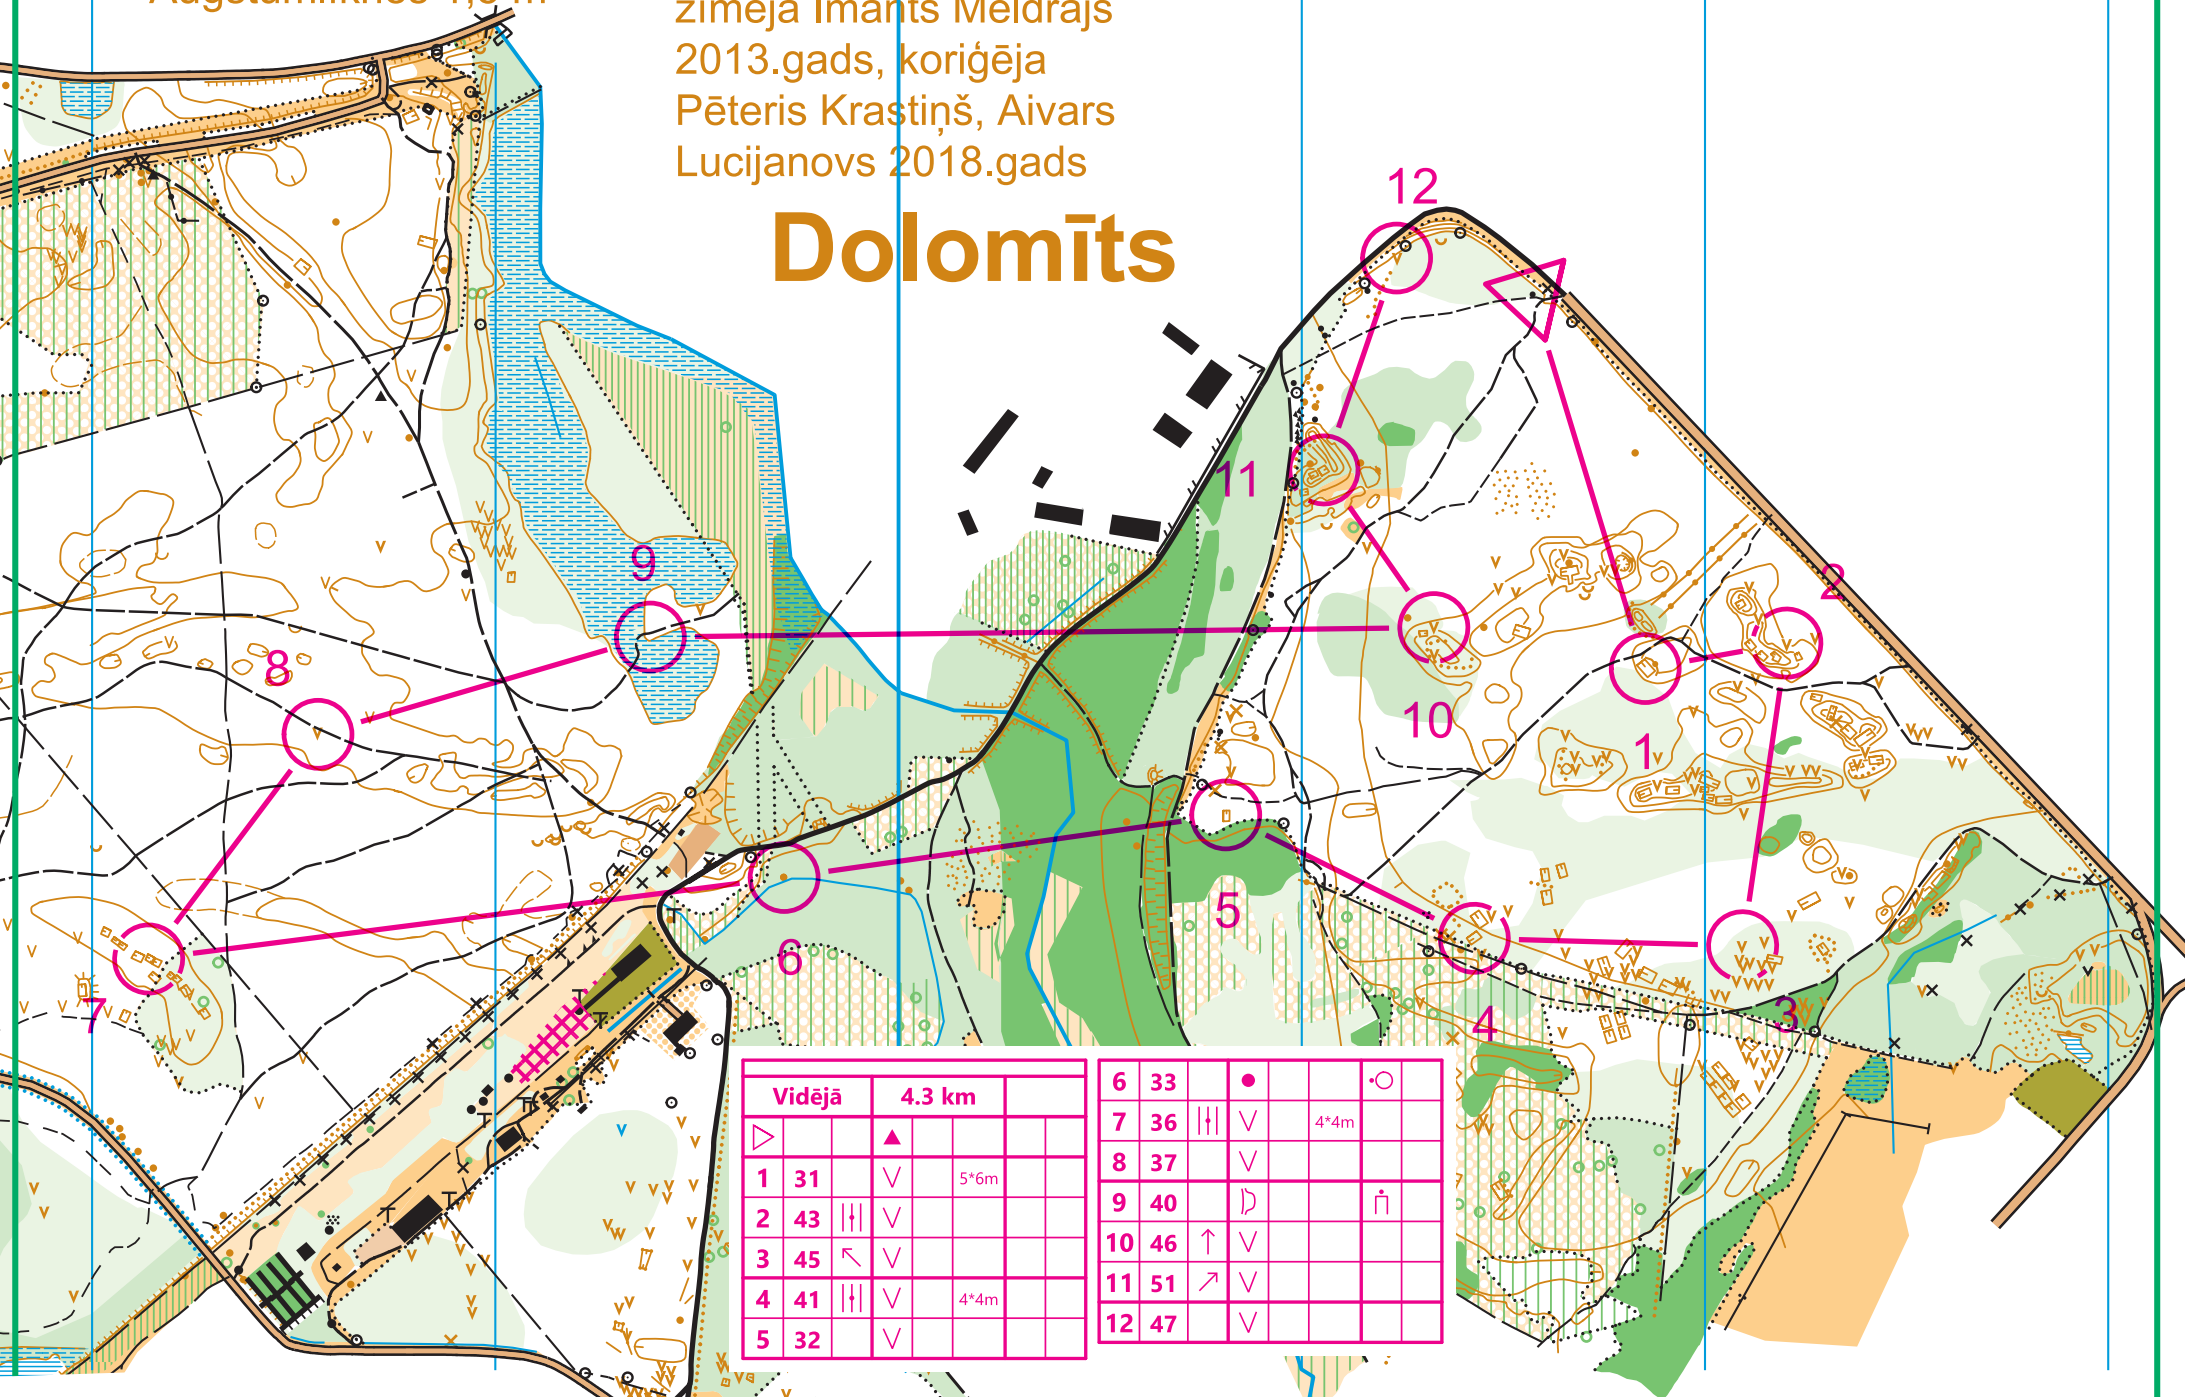 zīmēja Imants Meldrājs
2013.gads, koriģēja
Pēteris Krastiņš, Aivars
Lucijanovs 2018.gads
Dolomīts
12
11
9
8
2
10
1
5
6
7
4
3
Vidējā 4.3 km
1 31 5*6m
2 43
3 45
4 41 4*4m
5 32
6 33
7 36 4*4m
8 37
9 40
10 46
11 51
12 47